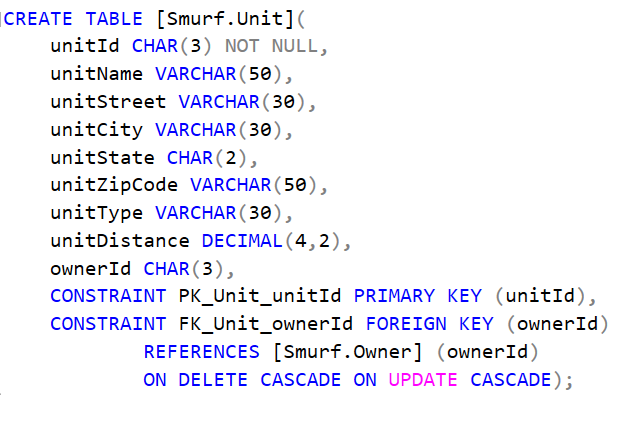 CREATE TABLE [Smurf.Unit](
unitId CHAR(3) NOT NULL,
unitName VARCHAR(50),
unitStreet VARCHAR(30),
unitCity VARCHAR(30),
unitState CHAR(2),
unitZipCode VARCHAR(50),
unitType VARCHAR(30),
unitDistance DECIMAL(4,2),
ownerId CHAR(3),
CONSTRAINT PK_Unit_unitId PRIMARY KEY (unitId),
CONSTRAINT FK_Unit_ownerId FOREIGN KEY (ownerId)
REFERENCES [Smurf.Owner] (ownerId)
ON DELETE CASCADE ON UPDATE CASCADE);